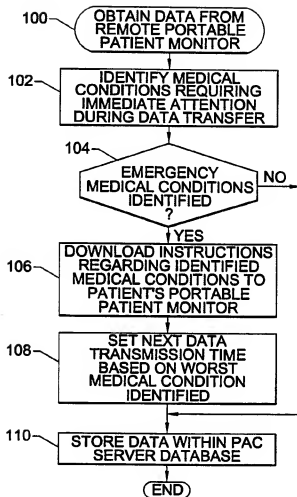 100
OBTAIN DATA FROM
REMOTE PORTABLE
PATIENT MONITOR
102
IDENTIFY MEDICAL
CONDITIONS REQUIRING
IMMEDIATE ATTENTION
DURING DATA TRANSFER
104
EMERGENCY
MEDICAL CONDITIONS
IDENTIFIED
?
NO
YES
106
DOWNLOAD INSTRUCTIONS
REGARDING IDENTIFIED
MEDICAL CONDITIONS TO
PATIENT'S PORTABLE
PATIENT MONITOR
108
SET NEXT DATA
TRANSMISSION TIME
BASED ON WORST
MEDICAL CONDITION
IDENTIFIED
110
STORE DATA WITHIN PAC
SERVER DATABASE
END